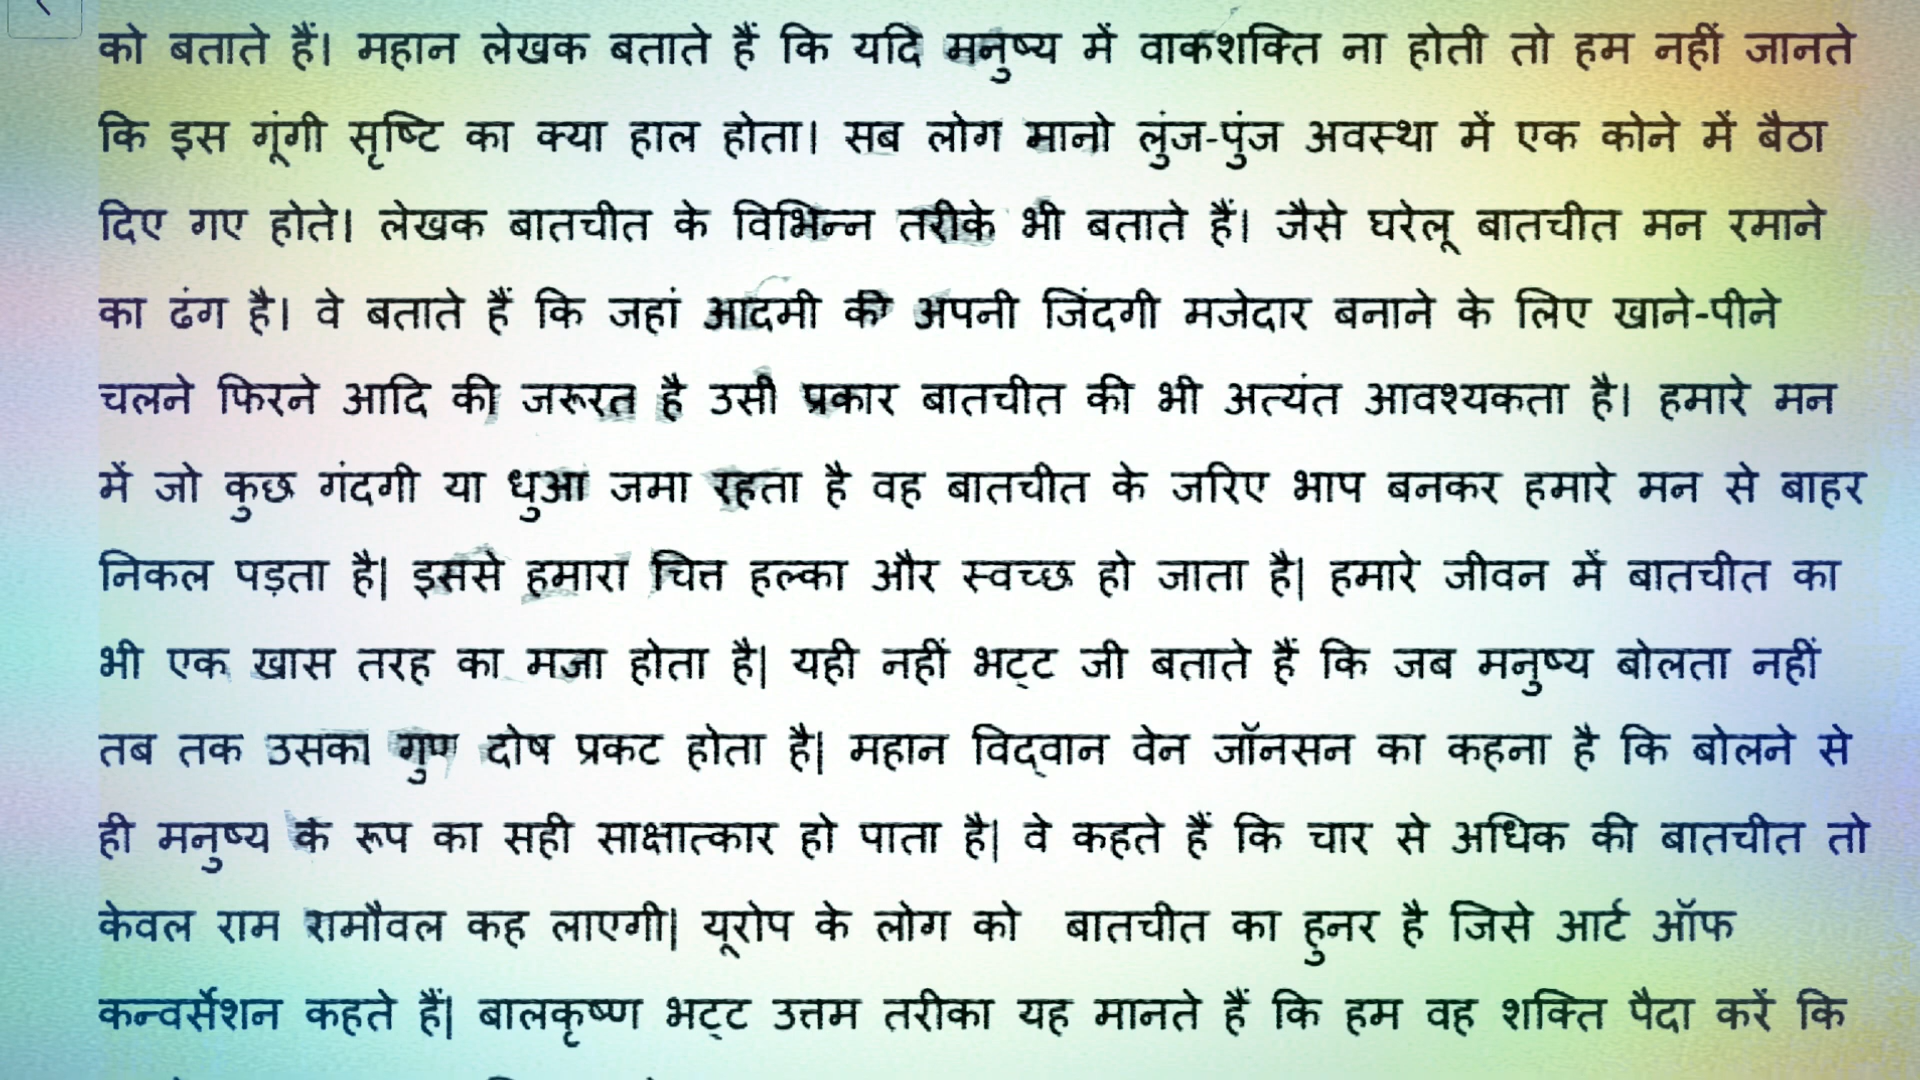 को बताते हैं। महान लेखक बताते हैं कि यदि मनुष्य में वाकशक्ति ना होती तो हम नहीं जानते
कि इस गूंगी सृष्टि का क्या हाल होता। सब लोग मानो लुंज-पुंज अवस्था में एक कोने में बैठा
दिए गए होते। लेखक बातचीत के विभिन्न तरीके भी बताते हैं। जैसे घरेलू बातचीत मन रमाने
का ढंग है। वे बताते हैं कि जहां आदमी की अपनी जिंदगी मजेदार बनाने के लिए खाने-पीने
चलने फिरने आदि की जरूरत है उसी प्रकार बातचीत की भी अत्यंत आवश्यकता है। हमारे मन
में जो कुछ गंदगी या धुआ जमा रहता है वह बातचीत के जरिए भाप बनकर हमारे मन से बाहर
निकल पड़ता है| इससे हमारा चित्त हल्का और स्वच्छ हो जाता है| हमारे जीवन में बातचीत का
भी एक खास तरह का मजा होता है| यही नहीं भट्ट जी बताते हैं कि जब मनुष्य बोलता नहीं
तब तक उसका गुण दोष प्रकट होता है| महान विद्वान वेन जॉनसन का कहना है कि बोलने से
ही मनुष्य के रूप का सही साक्षात्कार हो पाता है| वे कहते हैं कि चार से अधिक की बातचीत तो
केवल राम रामौवल कह लाएगी| यूरोप के लोग को बातचीत का हुनर है जिसे आर्ट ऑफ
कन्वर्सेशन कहते हैं| बालकृष्ण भट्ट उत्तम तरीका यह मानते हैं कि हम वह शक्ति पैदा करें कि